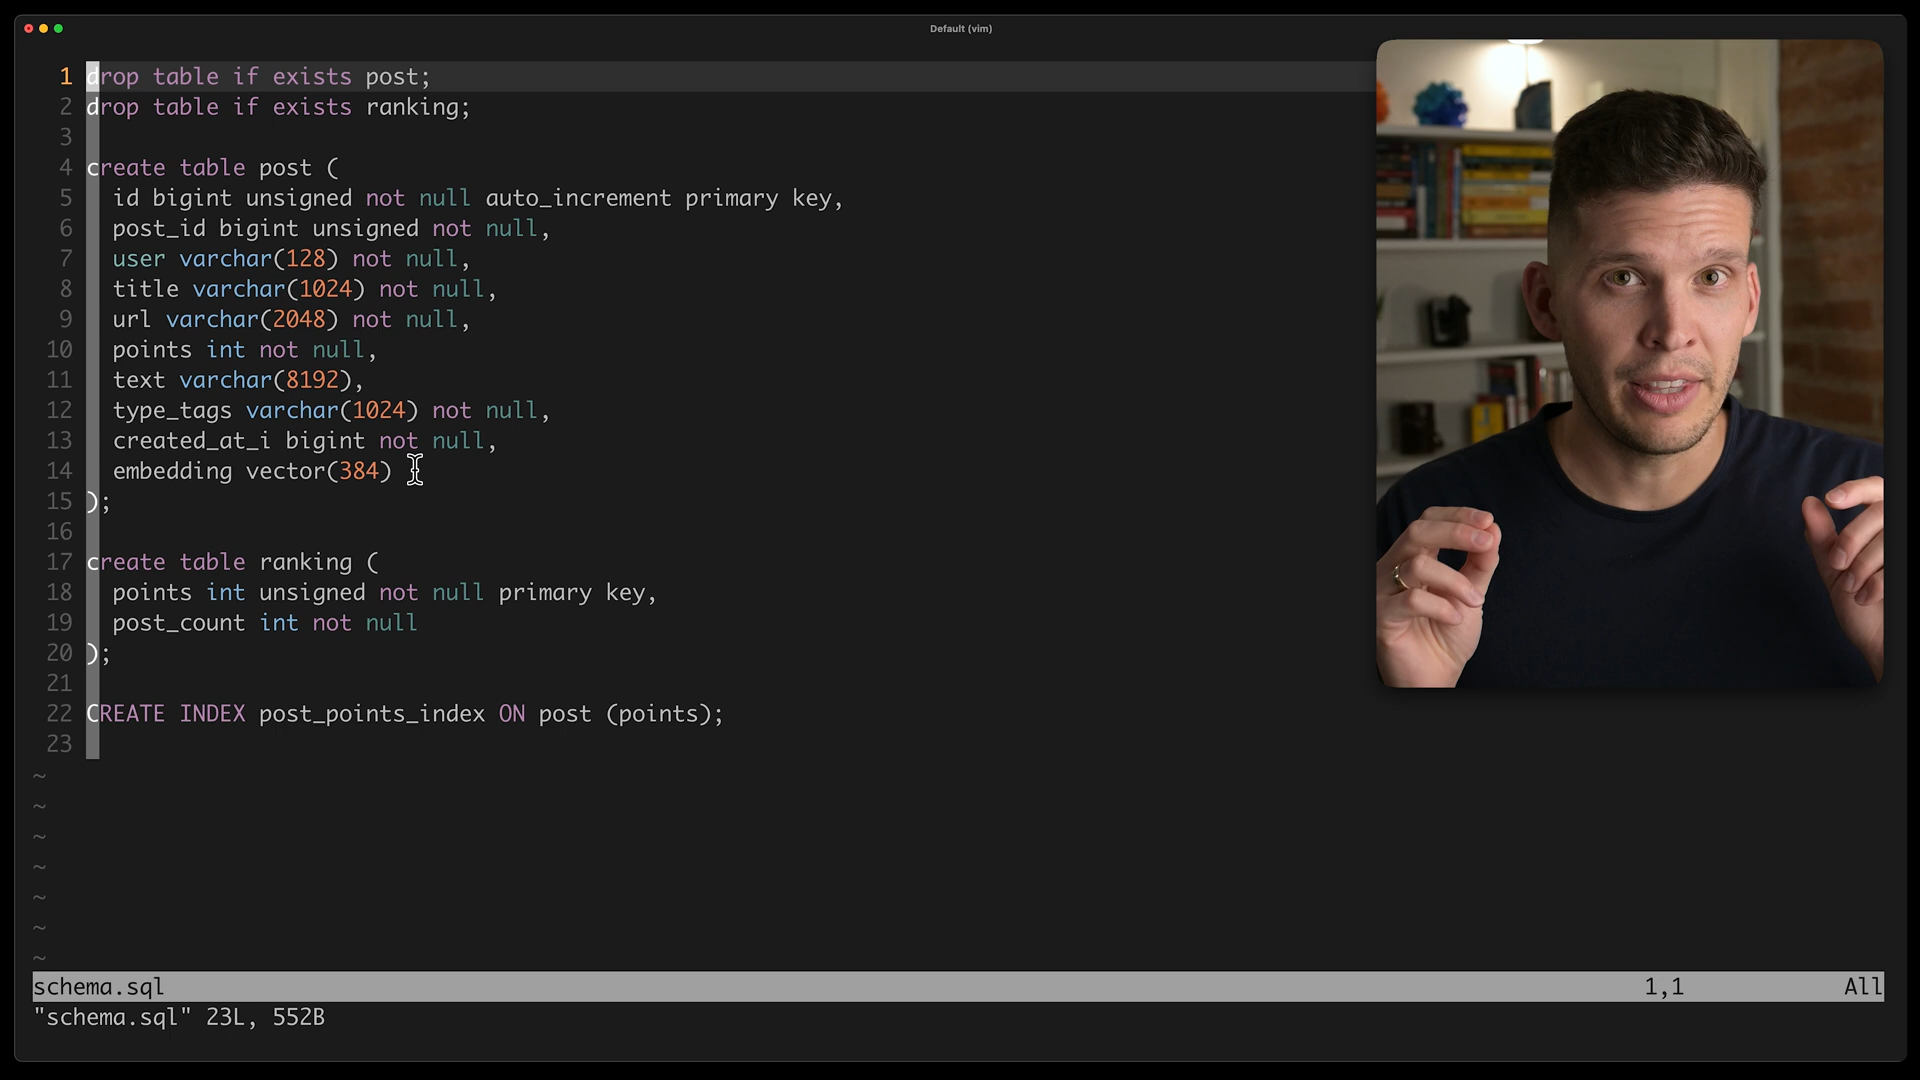 Default (vim)
1 drop table if exists post;
2 drop table if exists ranking;
3
4 create table post (
5   id bigint unsigned not null auto_increment primary key,
6   post_id bigint unsigned not null,
7   user varchar(128) not null,
8   title varchar(1024) not null,
9   url varchar(2048) not null,
10   points int not null,
11   text varchar(8192),
12   type_tags varchar(1024) not null,
13   created_at_i bigint not null,
14   embedding vector(384)
15 );
16
17 create table ranking (
18   points int unsigned not null primary key,
19   post_count int not null
20 );
21
22 CREATE INDEX post_points_index ON post (points);
23
~
~
~
~
~
~
~
schema.sql 1,1 All
"schema.sql" 23L, 552B